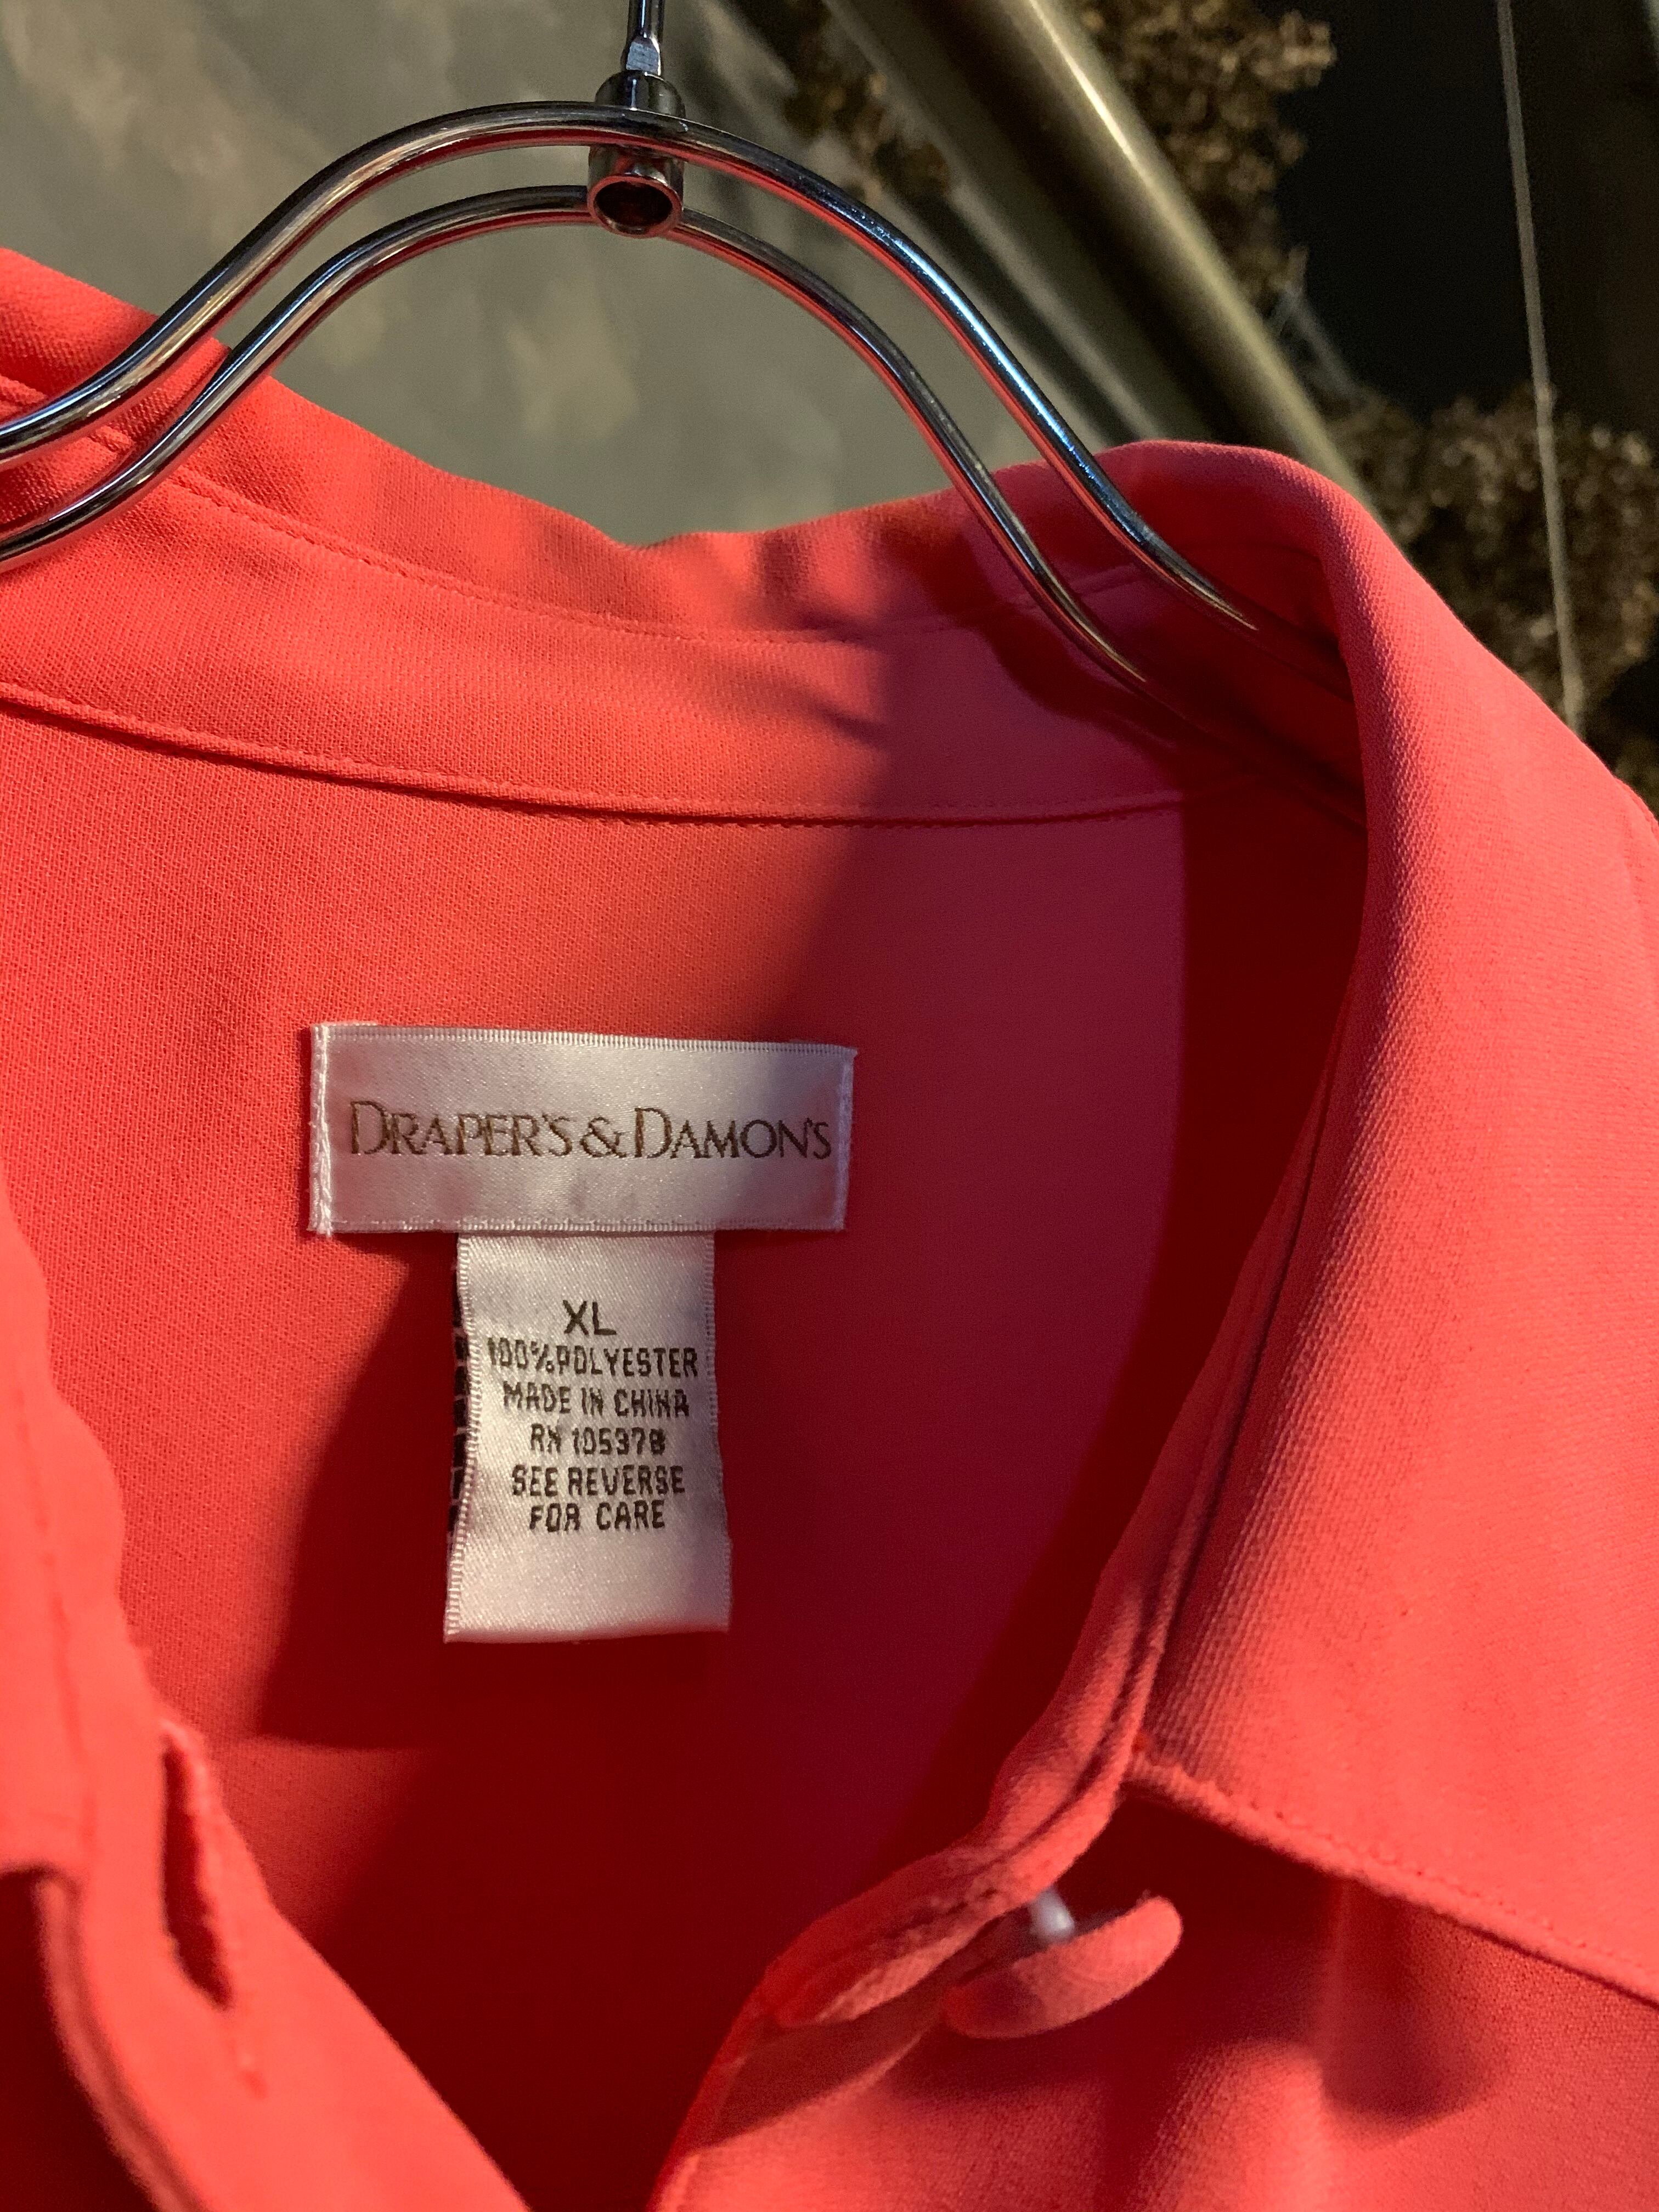 DRAPER'S & DAMON'S
XL
100% POLYESTER
MADE IN CHINA
RN 105378
SEE REVERSE
FOR CARE